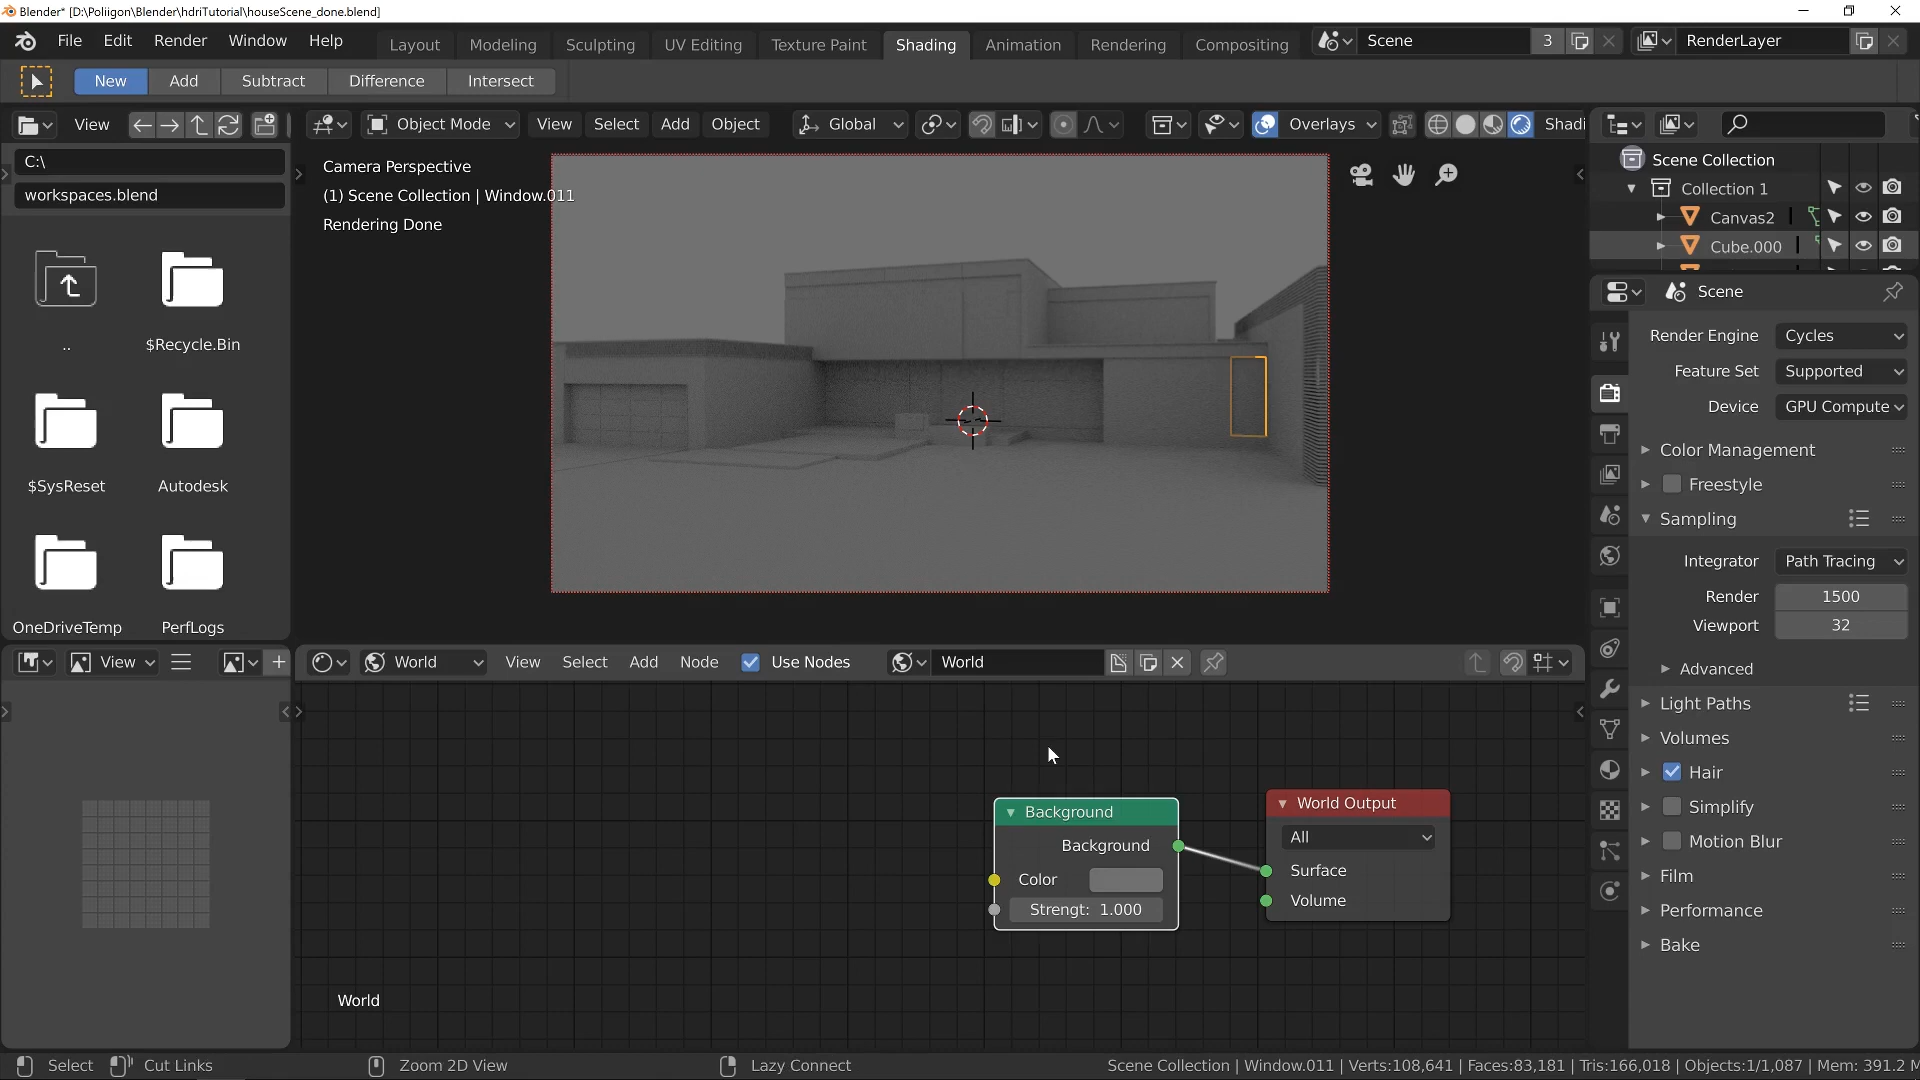 Blender* [D:\Poliigon\Blender\hdriTutorial\houseScene_done.blend]
File Edit Render Window Help Layout Modeling Sculpting UV Editing Texture Paint Shading Animation Rendering Compositing Scene 3 RenderLayer
New Add Subtract Difference Intersect
View Object Mode View Select Add Object Global Overlays Shadi
C:\
workspaces.blend
..
$Recycle.Bin
$SysReset
Autodesk
OneDriveTemp
PerfLogs
Camera Perspective
(1) Scene Collection | Window.011
Rendering Done
Scene Collection
Collection 1
Canvas2
Cube.000
Scene
Render Engine Cycles
Feature Set Supported
Device GPU Compute
Color Management
Freestyle
Sampling
Integrator Path Tracing
Render 1500
Viewport 32
Advanced
Light Paths
Volumes
Hair
Simplify
Motion Blur
Film
Performance
Bake
View
World View Select Add Node Use Nodes World
Background
Background
Color
Strengt: 1.000
World Output
All
Surface
Volume
World
Select Cut Links Zoom 2D View Lazy Connect Scene Collection | Window.011 | Verts:108,641 | Faces:83,181 | Tris:166,018 | Objects:1/1,087 | Mem: 391.2 M